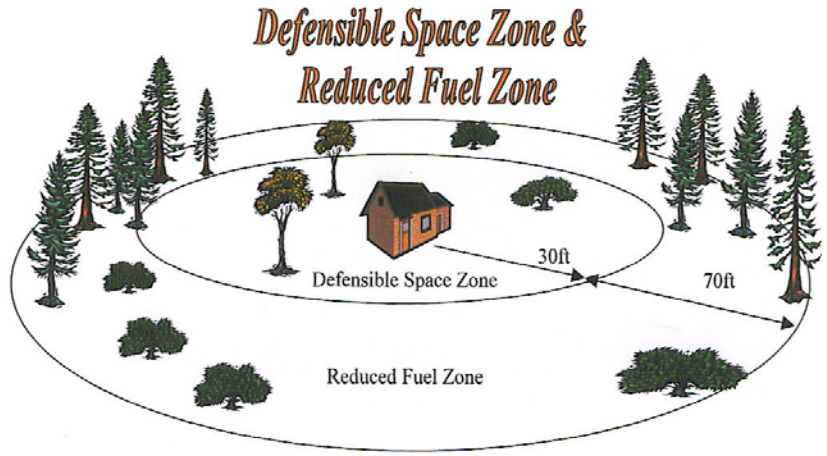 Defensible Space Zone &
Reduced Fuel Zone
30ft
70ft
Defensible Space Zone
Reduced Fuel Zone